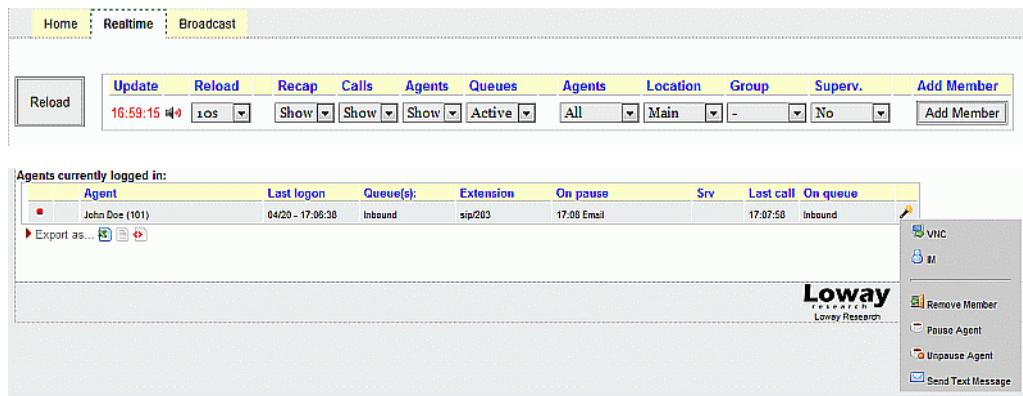 Home Realtime Broadcast
Update Reload Recap Calls Agents Queues Agents Location Group Superv. Add Member
Reload 16:59:15 10s Show Show Show Active All Main - No Add Member
Agents currently logged in:
Agent Last logon Queue(s): Extension On pause Srv Last call On queue
John Doe (101) 04/20 - 17:06:38 Inbound sip/203 17:08 Email 17:07:58 Inbound
Export as...
VNC
IM
Loway
research
Loway Research
Remove Member
Pause Agent
Unpause Agent
Send Text Message